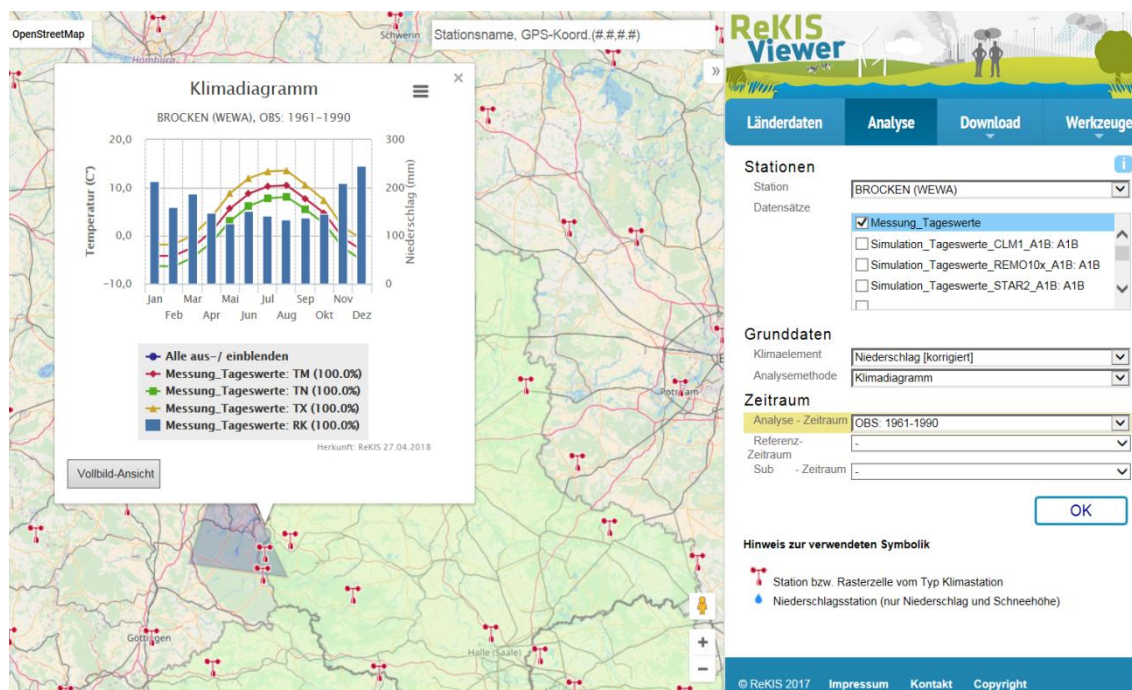 OpenStreetMap
Stationsname, GPS-Koord.(#.#,#.#)
Schwerin
Hamburg
»
×
Klimadiagramm
BROCKEN (WEWA), OBS: 1961-1990
Temperatur (C°)
20,0
10,0
0,0
-10,0
Niederschlag (mm)
300
200
100
0
Jan
Feb
Mar
Apr
Mai
Jun
Jul
Aug
Sep
Okt
Nov
Dez
Alle aus-/ einblenden
Messung_Tageswerte: TM (100.0%)
Messung_Tageswerte: TN (100.0%)
Messung_Tageswerte: TX (100.0%)
Messung_Tageswerte: RK (100.0%)
Herkunft: ReKIS 27.04.2018
Vollbild-Ansicht
Göttingen
Halle (Saale)
+
−
ReKIS
Viewer
Länderdaten
Analyse
Download
Werkzeuge
Stationen
i
Station
BROCKEN (WEWA)
Datensätze
Messung_Tageswerte
Simulation_Tageswerte_CLM1_A1B: A1B
Simulation_Tageswerte_REMO10x_A1B: A1B
Simulation_Tageswerte_STAR2_A1B: A1B
Grunddaten
Klimaelement
Niederschlag [korrigiert]
Analysemethode
Klimadiagramm
Zeitraum
Analyse - Zeitraum
OBS: 1961-1990
Referenz-
Zeitraum
-
Sub - Zeitraum
-
OK
Hinweis zur verwendeten Symbolik
Station bzw. Rasterzelle vom Typ Klimastation
Niederschlagsstation (nur Niederschlag und Schneehöhe)
© ReKIS 2017 Impressum Kontakt Copyright